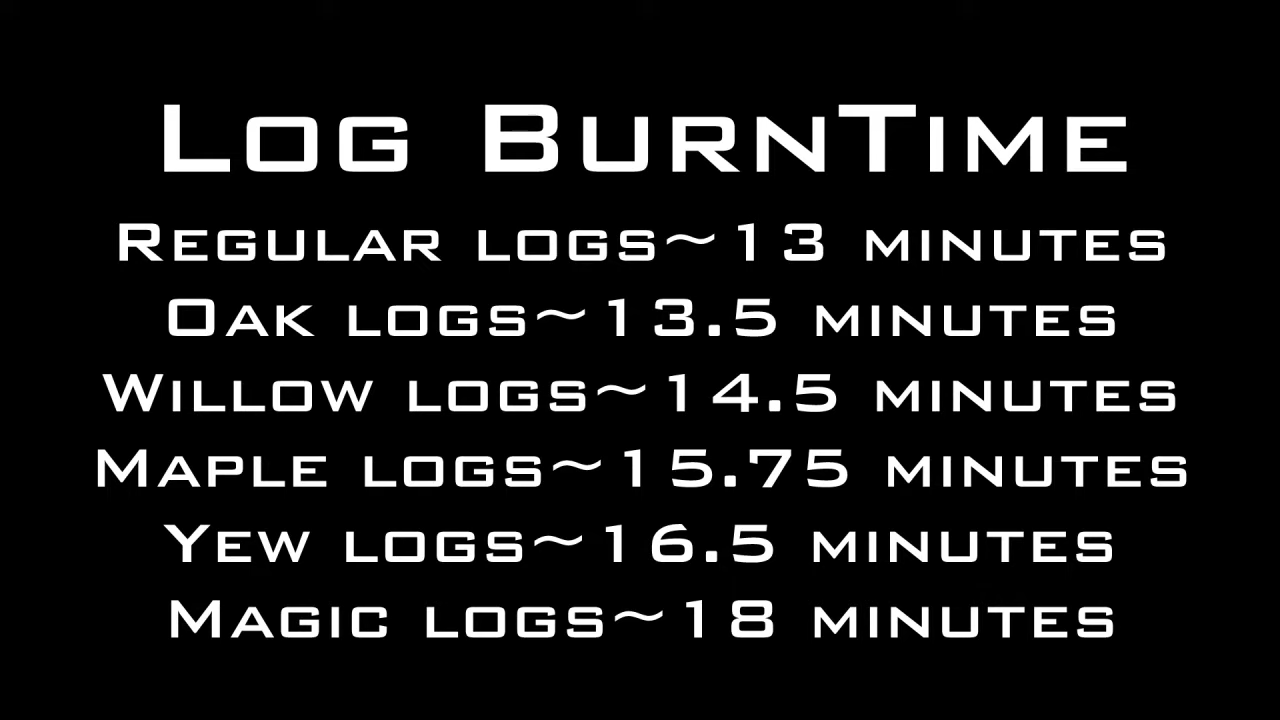 Log BurnTime
Regular logs~13 minutes
Oak logs~13.5 minutes
Willow logs~14.5 minutes
Maple logs~15.75 minutes
Yew logs~16.5 minutes
Magic logs~18 minutes